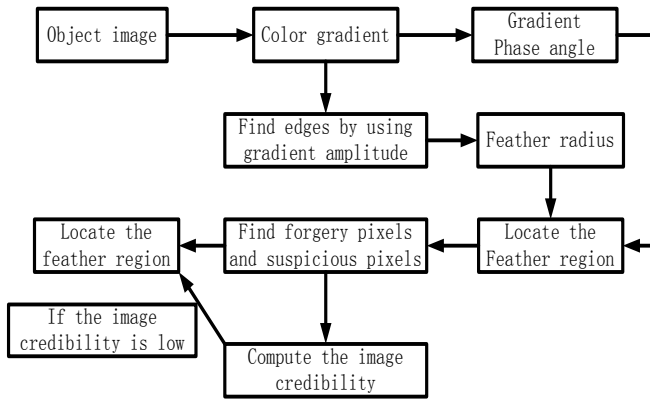 Object image
Color gradient
Gradient
Phase angle
Find edges by using
gradient amplitude
Feather radius
Locate the
feather region
Find forgery pixels
and suspicious pixels
Locate the
Feather region
If the image
credibility is low
Compute the image
credibility